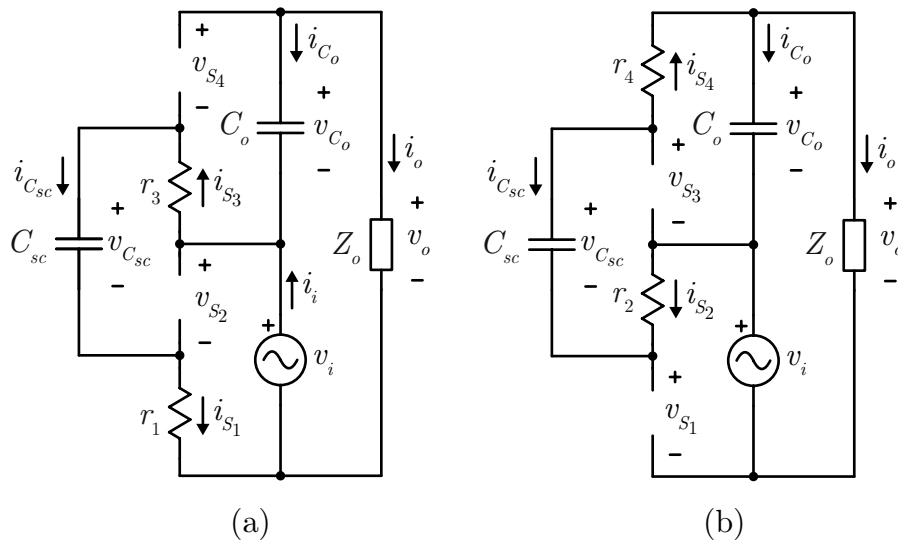 + v_{S_4} −
i_{C_o}
C_o
+ v_{C_o} −
i_{C_{sc}}
r_3
i_{S_3}
i_o
C_{sc}
+ v_{C_{sc}} −
+ v_{S_2} −
i_i
Z_o
+ v_o −
+
v_i
r_1
i_{S_1}
(a)
r_4
i_{S_4}
i_{C_o}
C_o
+ v_{C_o} −
i_{C_{sc}}
+ v_{S_3} −
i_o
C_{sc}
+ v_{C_{sc}} −
r_2
i_{S_2}
Z_o
+ v_o −
+
v_i
+ v_{S_1} −
(b)